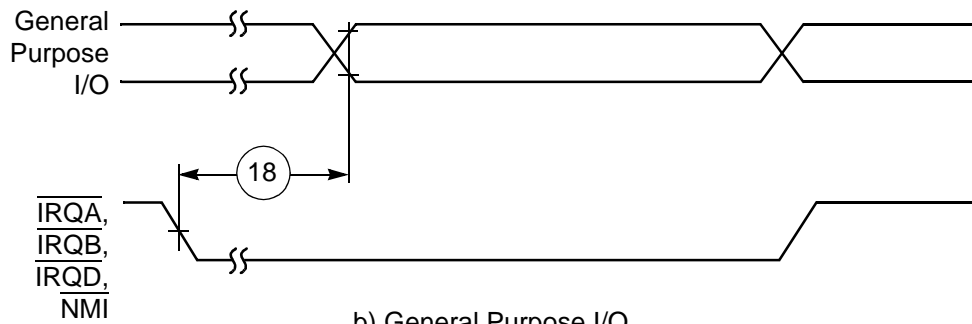 General
Purpose
I/O
18
IRQA,
IRQB,
IRQD,
NMI
b) General Purpose I/O